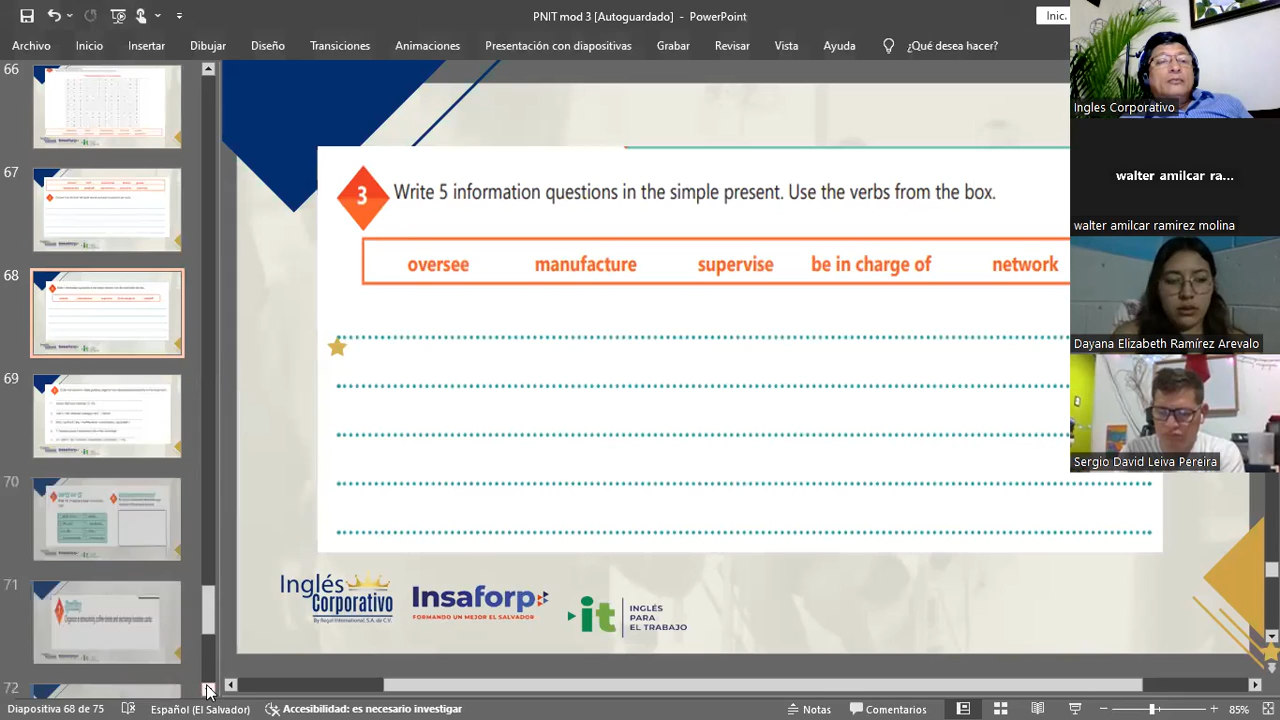 PNIT mod 3 [Autoguardado] - PowerPoint
Inic.
Archivo Inicio Insertar Dibujar Diseño Transiciones Animaciones Presentación con diapositivas Grabar Revisar Vista Ayuda ¿Qué desea hacer?
Ingles Corporativo
walter amilcar ra...
walter amilcar ramirez molina
Dayana Elizabeth Ramírez Arevalo
Sergio David Leiva Pereira
66
67
68
69
70
71
72
3 Write 5 information questions in the simple present. Use the verbs from the box.
oversee manufacture supervise be in charge of network
Inglés
Corporativo
By Regal International, S.A. de C.V.
Insaforp
FORMANDO UN MEJOR EL SALVADOR
it
INGLÉS
PARA
EL TRABAJO
Diapositiva 68 de 75 Español (El Salvador) Accesibilidad: es necesario investigar Notas Comentarios 85%